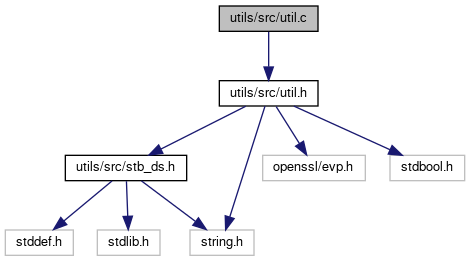 utils/src/util.c
utils/src/util.h
utils/src/stb_ds.h
openssl/evp.h
stdbool.h
stddef.h
stdlib.h
string.h